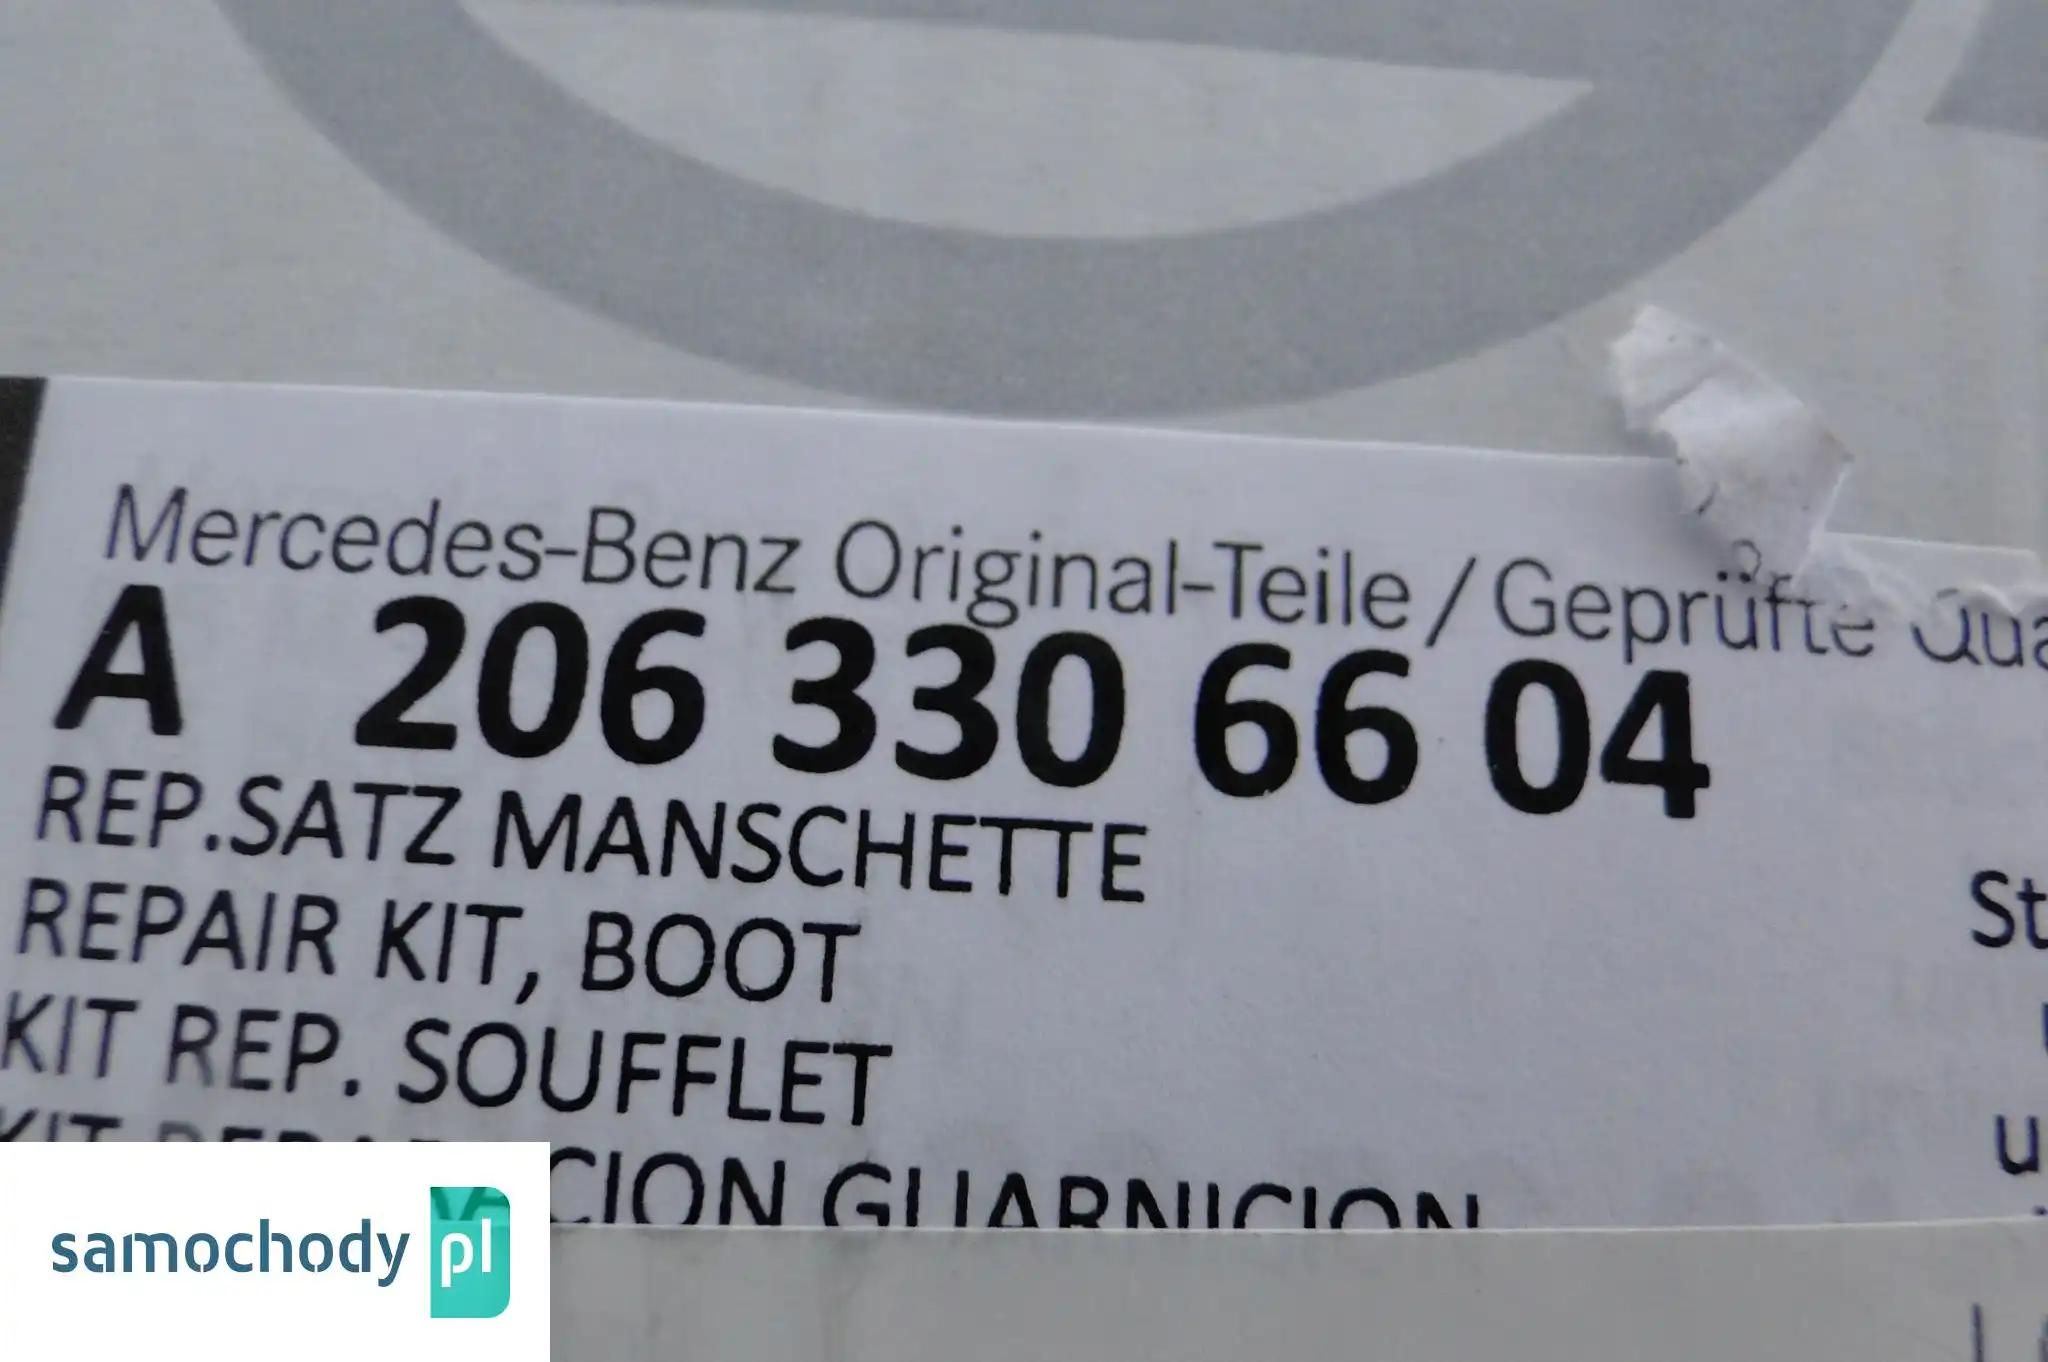 Mercedes-Benz Original-Teile / Geprüfte
A 206 330 66 04
REP.SATZ MANSCHETTE
REPAIR KIT, BOOT
KIT REP. SOUFFLET
GUARNICION
samochody pl